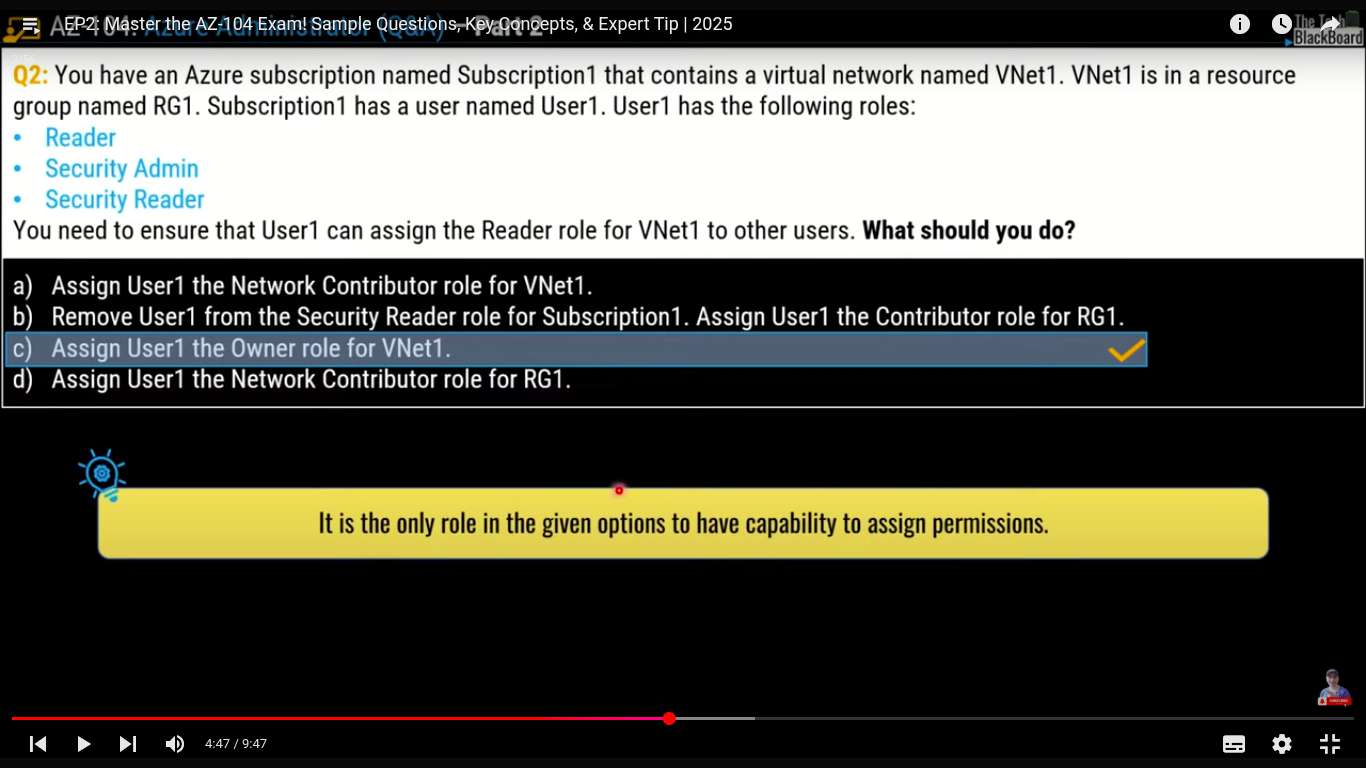 EP2: Master the AZ-104 Exam! Sample Questions, Key Concepts, & Expert Tip | 2025
AZ-104: Azure Administrator (Q&A) – Part 2
The Tech
BlackBoard
Q2: You have an Azure subscription named Subscription1 that contains a virtual network named VNet1. VNet1 is in a resource
group named RG1. Subscription1 has a user named User1. User1 has the following roles:
• Reader
• Security Admin
• Security Reader
You need to ensure that User1 can assign the Reader role for VNet1 to other users. What should you do?
a) Assign User1 the Network Contributor role for VNet1.
b) Remove User1 from the Security Reader role for Subscription1. Assign User1 the Contributor role for RG1.
c) Assign User1 the Owner role for VNet1.
d) Assign User1 the Network Contributor role for RG1.
It is the only role in the given options to have capability to assign permissions.
4:47 / 9:47